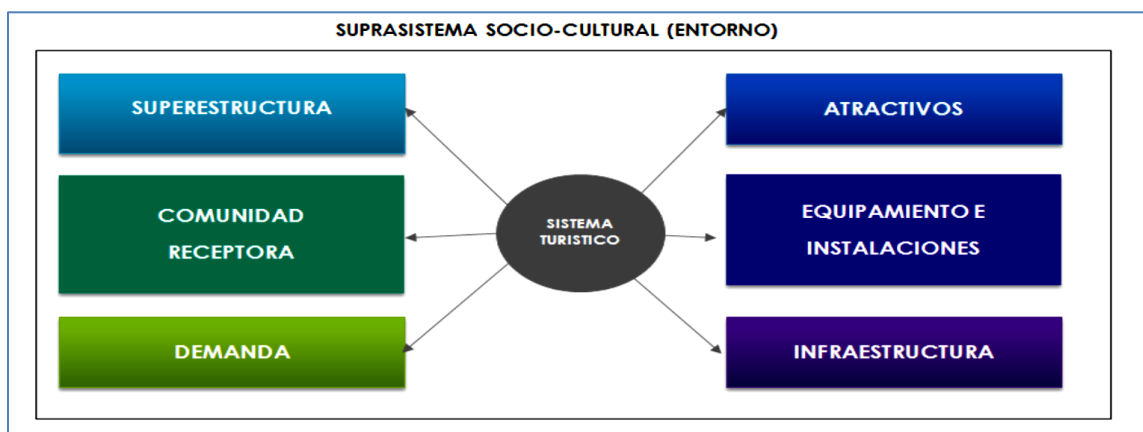 SUPRASISTEMA SOCIO-CULTURAL (ENTORNO)
SUPERESTRUCTURA
COMUNIDAD
RECEPTORA
DEMANDA
SISTEMA
TURISTICO
ATRACTIVOS
EQUIPAMIENTO E
INSTALACIONES
INFRAESTRUCTURA